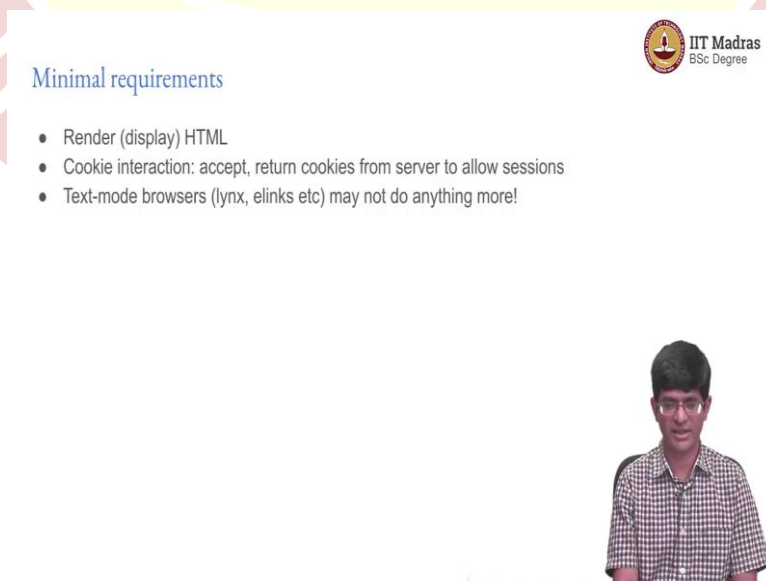 IIT Madras
BSc Degree
Minimal requirements
● Render (display) HTML
● Cookie interaction: accept, return cookies from server to allow sessions
● Text-mode browsers (lynx, elinks etc) may not do anything more!